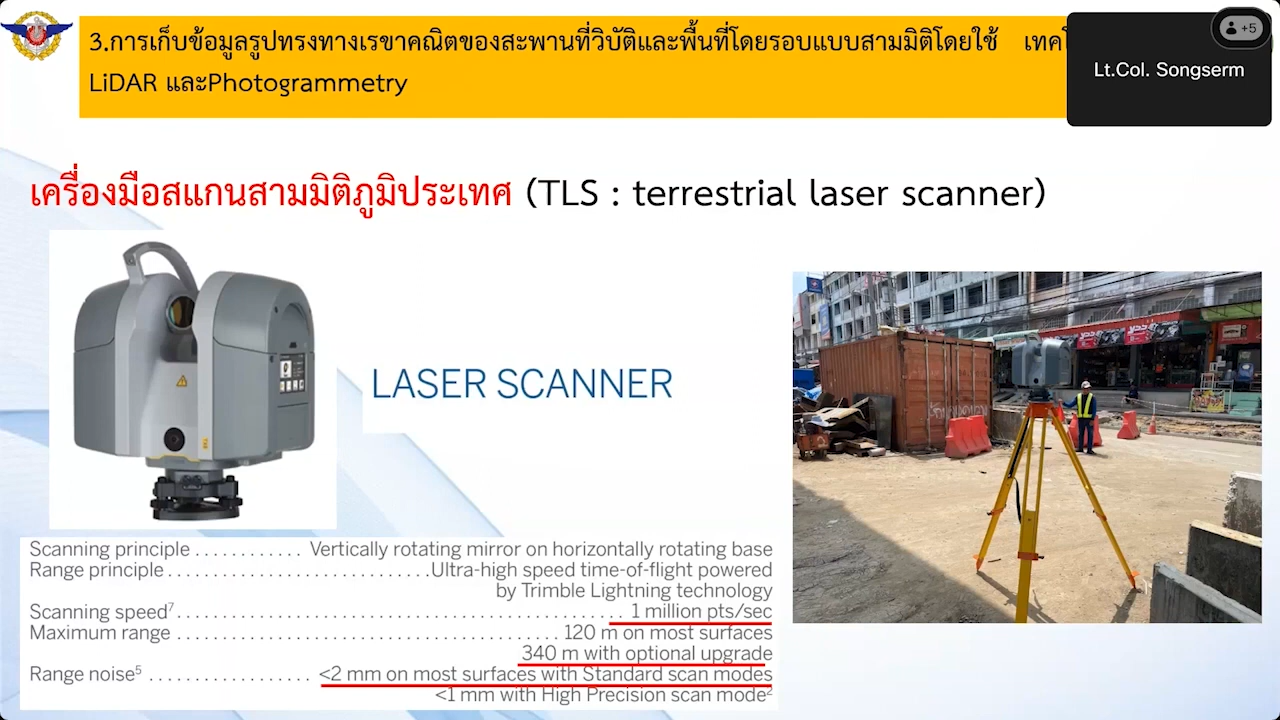 3.การเก็บข้อมูลรูปทรงทางเรขาคณิตของสะพานที่วิบัติและพื้นที่โดยรอบแบบสามมิติโดยใช้
LiDAR และPhotogrammetry
+5
Lt.Col. Songserm
เครื่องมือสแกนสามมิติภูมิประเทศ (TLS : terrestrial laser scanner)
LASER SCANNER
Scanning principle . . . . . . . . . . . . Vertically rotating mirror on horizontally rotating base
Range principle . . . . . . . . . . . . . . . . . . . . . . . . . . . . Ultra-high speed time-of-flight powered
by Trimble Lightning technology
Scanning speed7 . . . . . . . . . . . . . . . . . . . . . . . . . . . . . . . . . . . . . . . . . . . . . . . 1 million pts/sec
Maximum range . . . . . . . . . . . . . . . . . . . . . . . . . . . . . . . . . . . . . . . . 120 m on most surfaces
340 m with optional upgrade
Range noise5 . . . . . . . . . . . . . . . . . . <2 mm on most surfaces with Standard scan modes
<1 mm with High Precision scan mode2